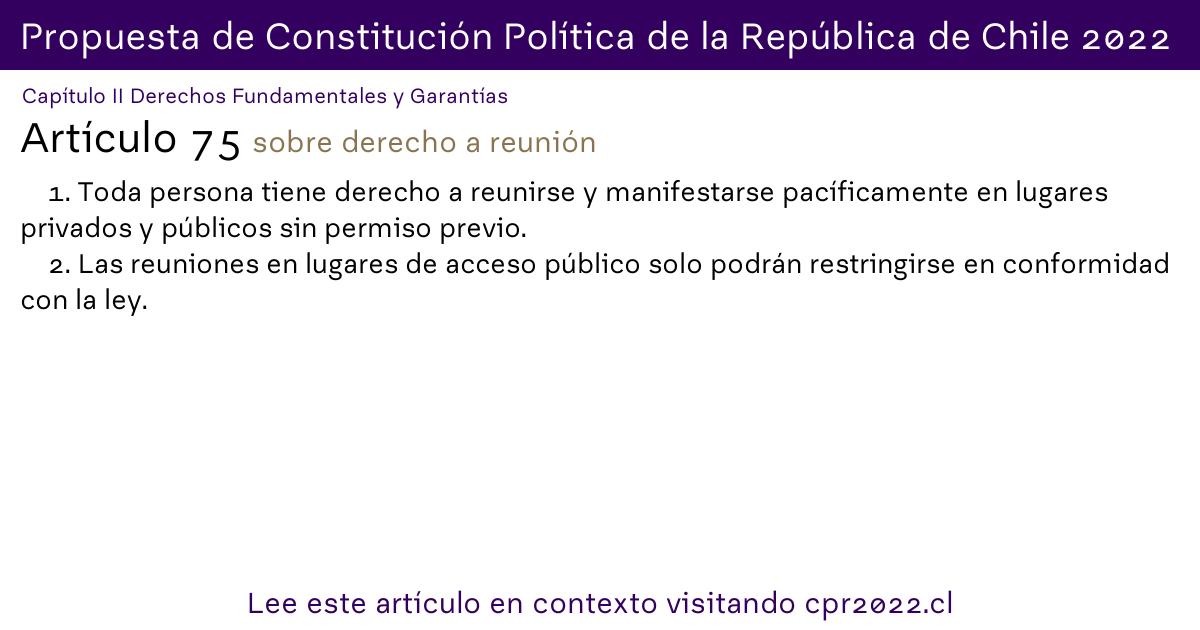 Propuesta de Constitución Política de la República de Chile 2022
Capítulo II Derechos Fundamentales y Garantías
Artículo 75 sobre derecho a reunión
1. Toda persona tiene derecho a reunirse y manifestarse pacíficamente en lugares
privados y públicos sin permiso previo.
2. Las reuniones en lugares de acceso público solo podrán restringirse en conformidad
con la ley.
Lee este artículo en contexto visitando cpr2022.cl